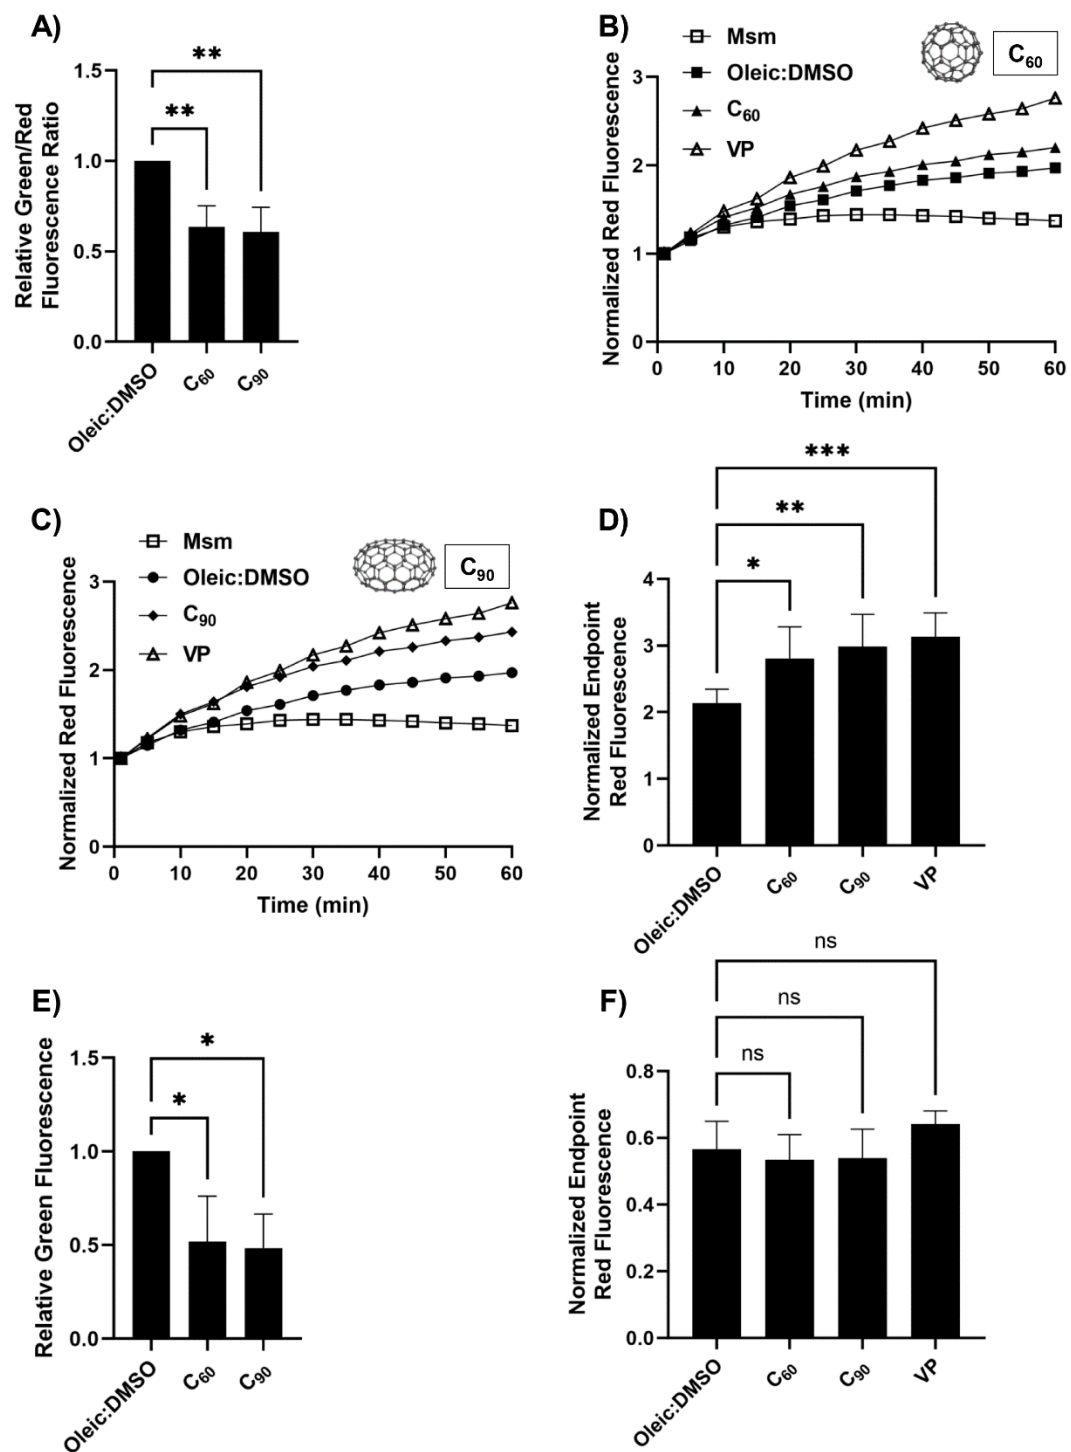 A)
**
**
1.5
1.0
0.5
0.0
Relative Green/Red
Fluorescence Ratio
Oleic:DMSO
C₆₀
C₉₀
B)
Msm
Oleic:DMSO
C₆₀
VP
C₆₀
3
2
1
0
Normalized Red Fluorescence
0 10 20 30 40 50 60
Time (min)
C)
Msm
Oleic:DMSO
C₉₀
VP
C₉₀
3
2
1
0
Normalized Red Fluorescence
0 10 20 30 40 50 60
Time (min)
D)
***
**
*
4
3
2
1
0
Normalized Endpoint
Red Fluorescence
Oleic:DMSO
C₆₀
C₉₀
VP
E)
*
*
1.5
1.0
0.5
0.0
Relative Green Fluorescence
Oleic:DMSO
C₆₀
C₉₀
F)
ns
ns
ns
0.8
0.6
0.4
0.2
0.0
Normalized Endpoint
Red Fluorescence
Oleic:DMSO
C₆₀
C₉₀
VP